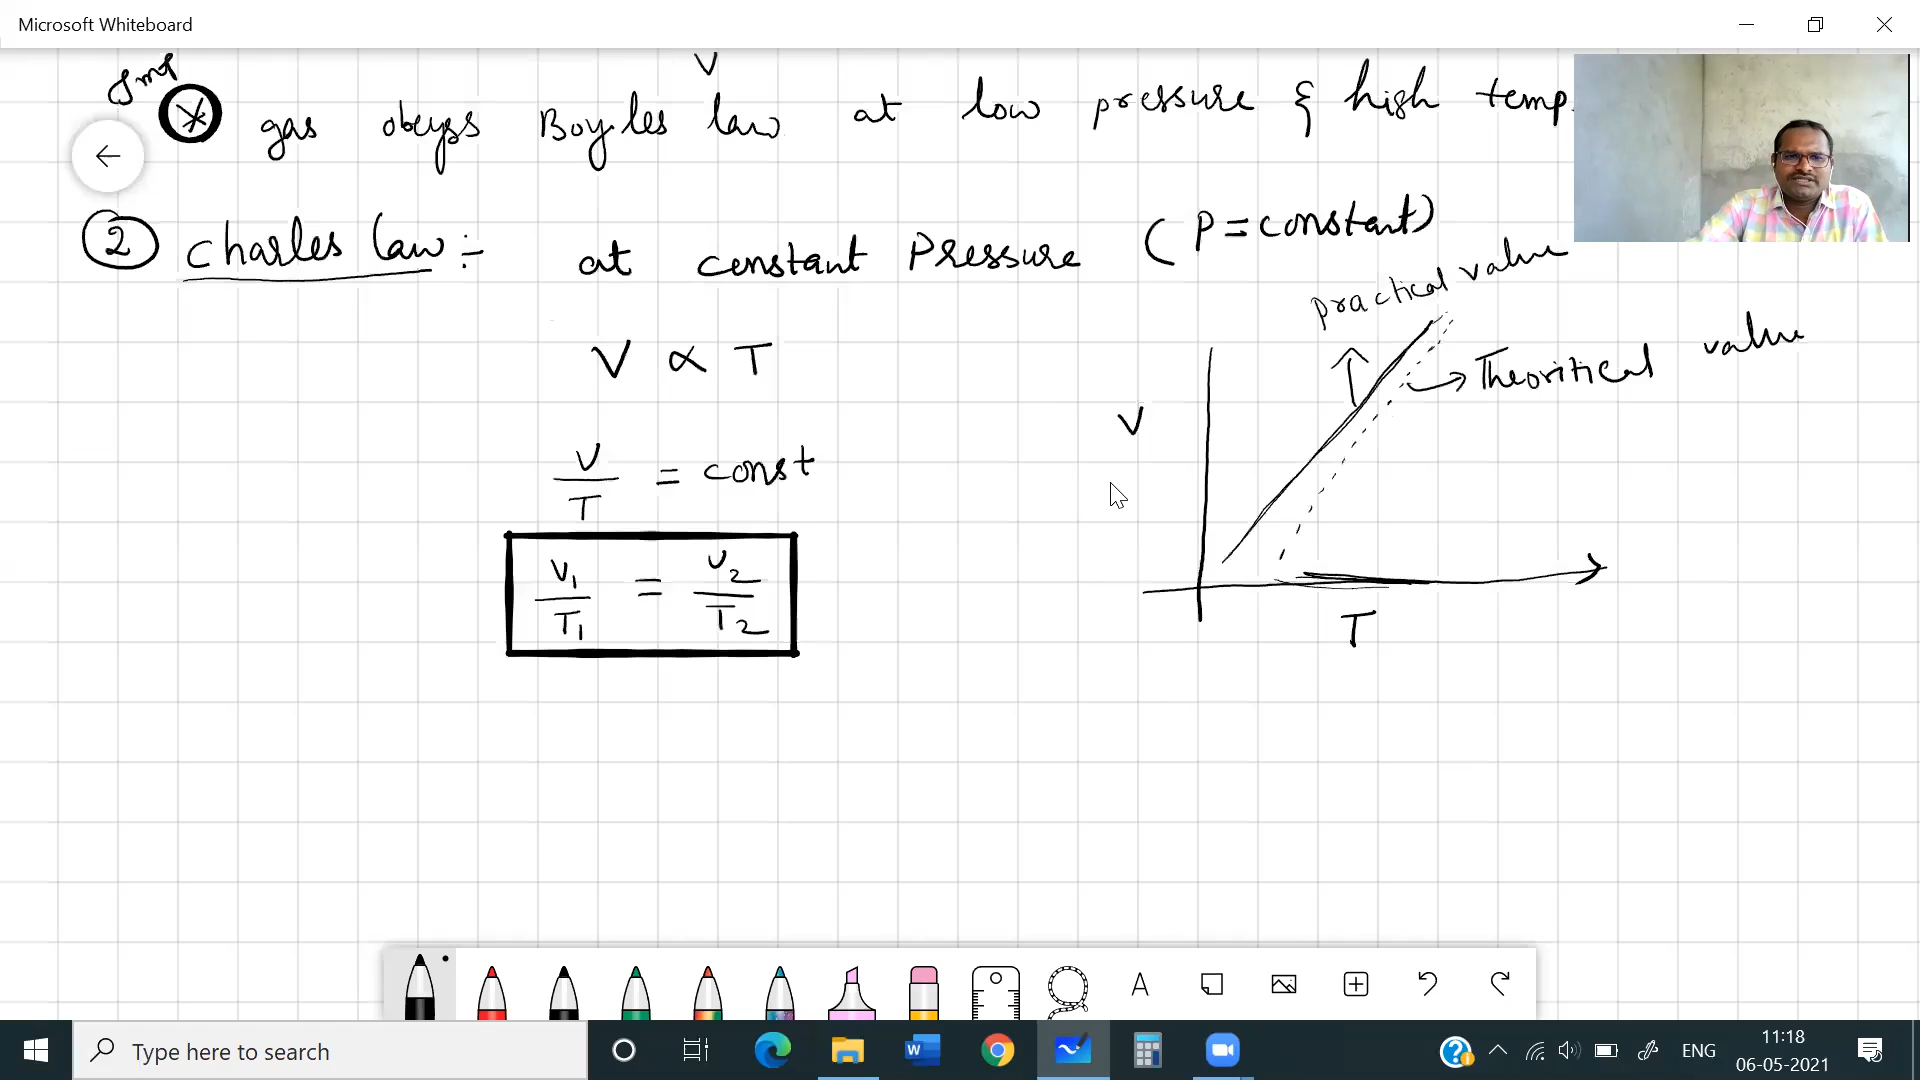 Microsoft Whiteboard
V
Imp
* gas obeyss Boyles law at low pressure & high temp.
2 Charles law :- at constant Pressure ( P = constant)
practical value
V ∝ T
Theoritical value
V
V/T = const
V1/T1 = V2/T2
T
A
Type here to search
ENG
11:18
06-05-2021